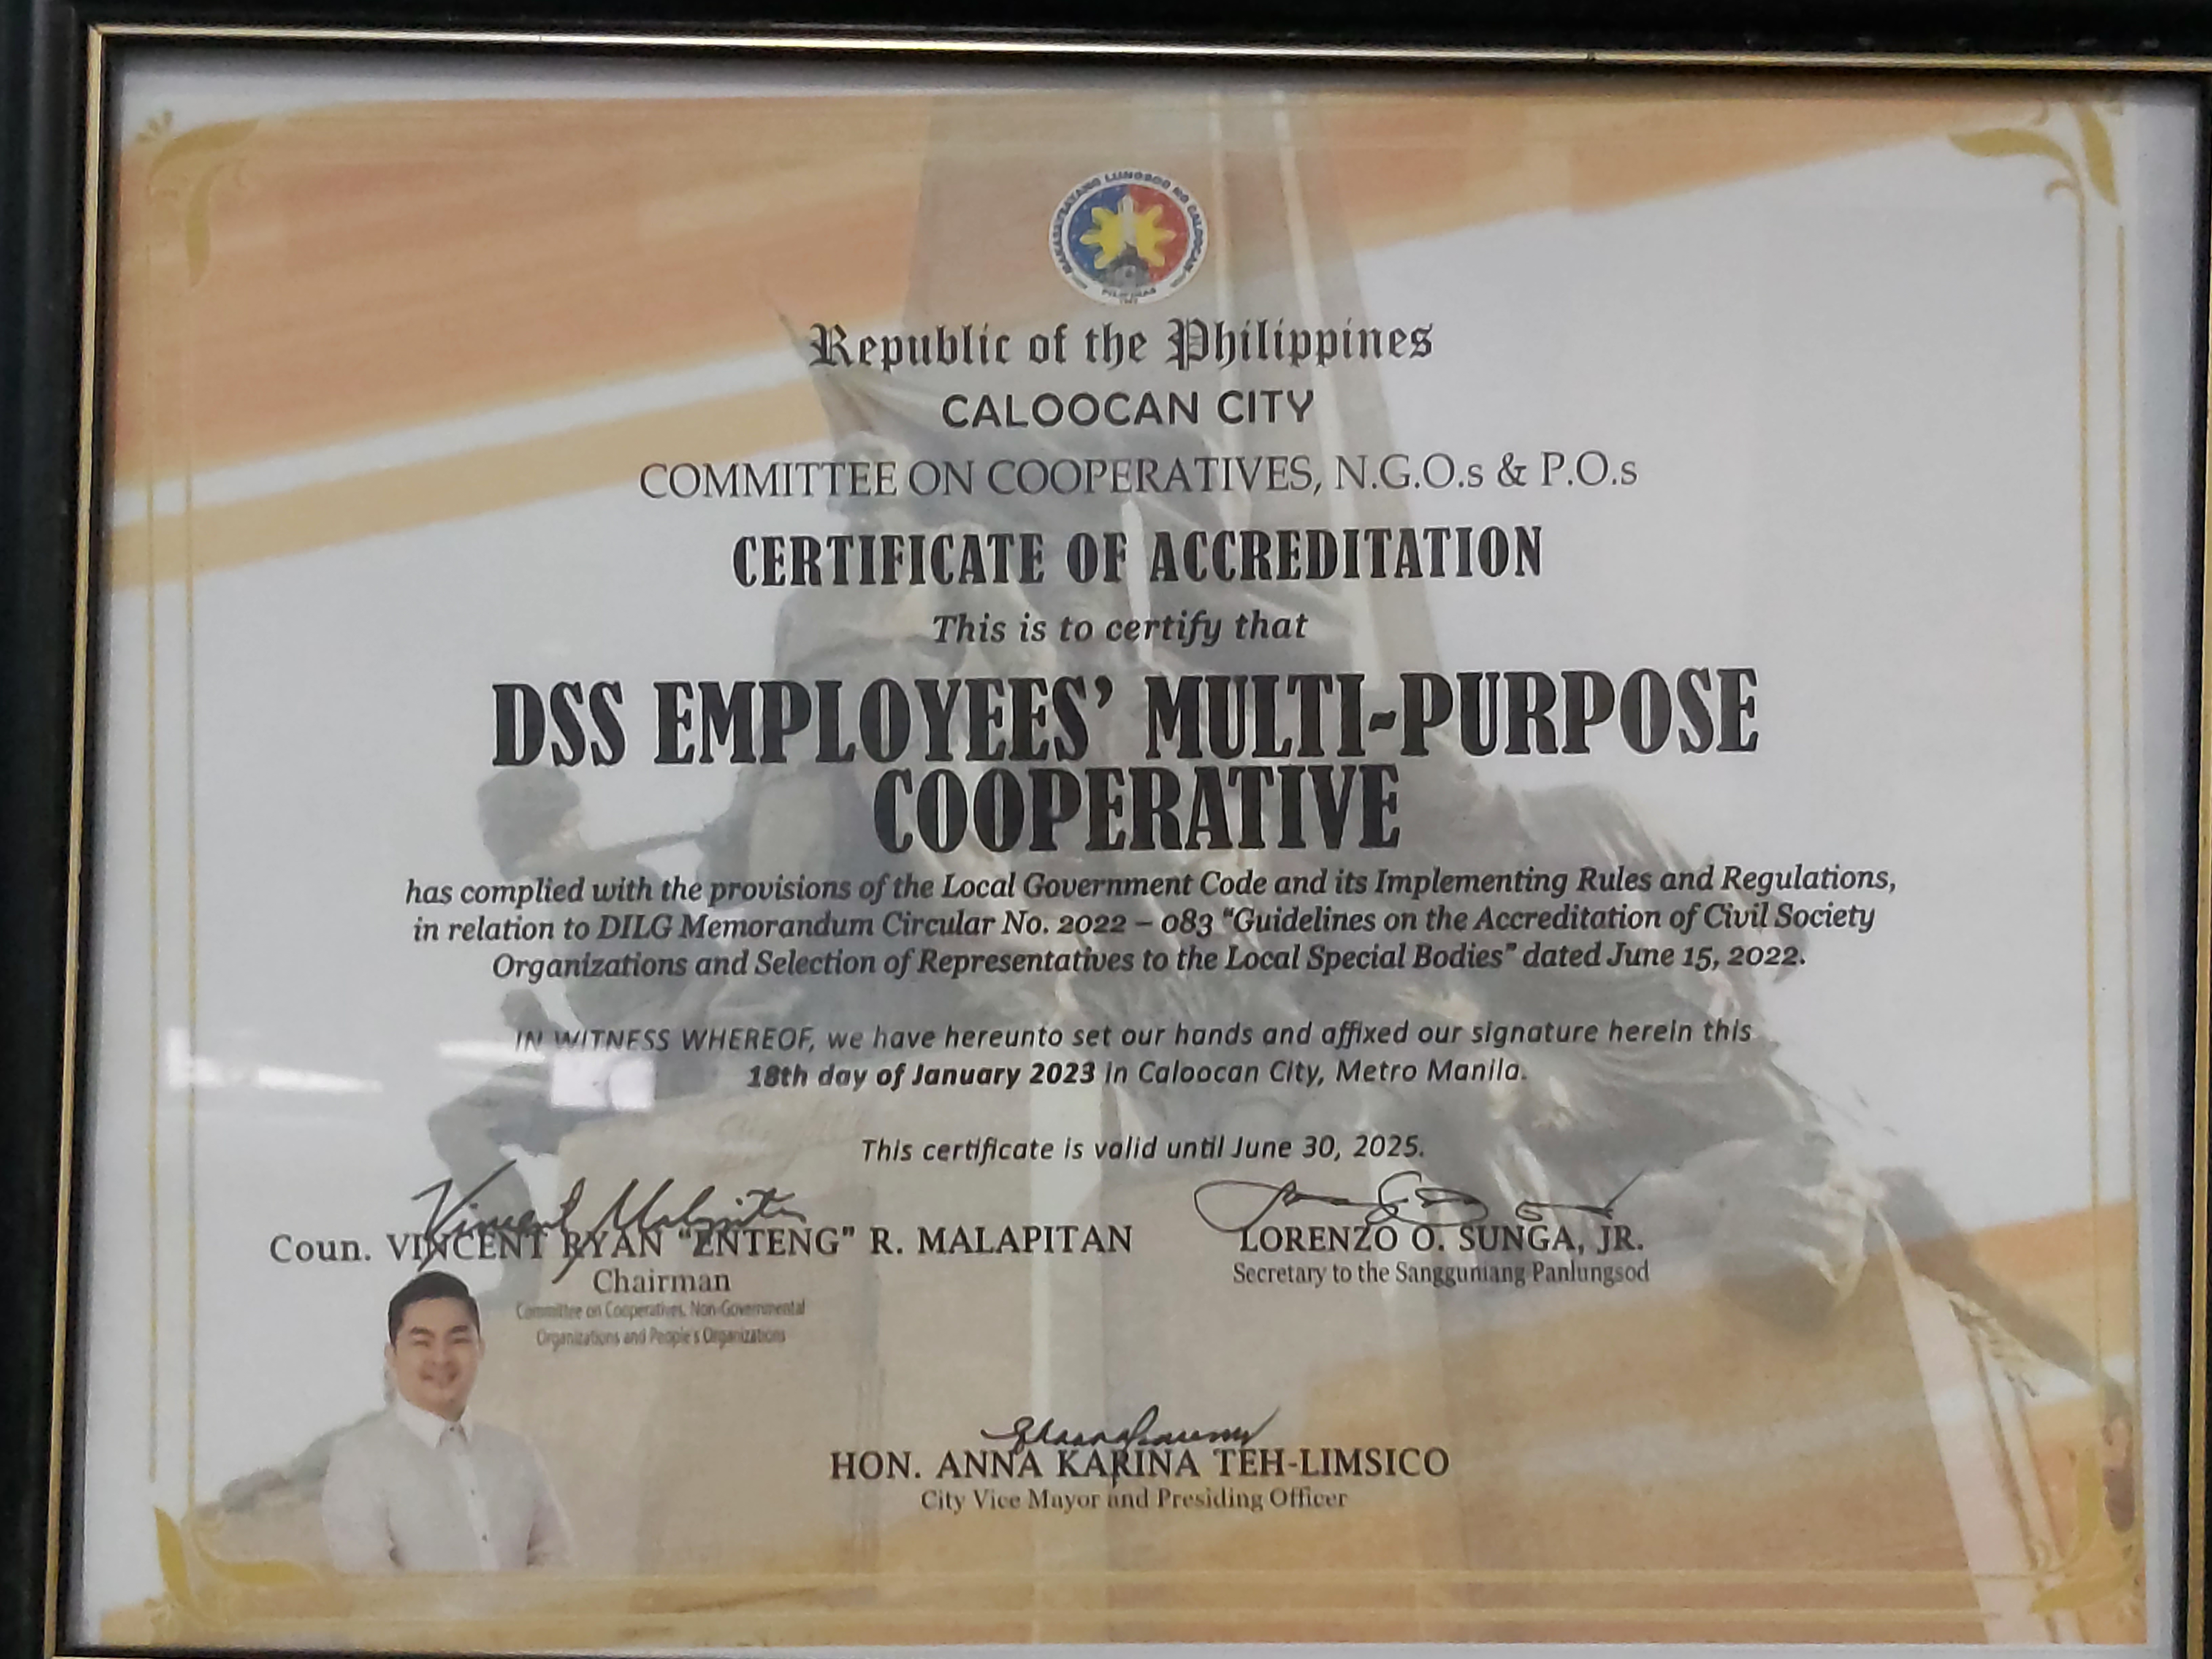 MAKASAYSAYANG LUNGSOD NG CALOOCAN
PILIPINAS
Republic of the Philippines
CALOOCAN CITY
COMMITTEE ON COOPERATIVES, N.G.O.s & P.O.s
CERTIFICATE OF ACCREDITATION
This is to certify that
DSS EMPLOYEES' MULTI-PURPOSE
COOPERATIVE
has complied with the provisions of the Local Government Code and its Implementing Rules and Regulations,
in relation to DILG Memorandum Circular No. 2022 – 083 "Guidelines on the Accreditation of Civil Society
Organizations and Selection of Representatives to the Local Special Bodies" dated June 15, 2022.
IN WITNESS WHEREOF, we have hereunto set our hands and affixed our signature herein this
18th day of January 2023 in Caloocan City, Metro Manila.
This certificate is valid until June 30, 2025.
Coun. VINCENT RYAN "ENTENG" R. MALAPITAN
Chairman
Committee on Cooperatives, Non-Governmental
Organizations and People's Organizations
LORENZO O. SUNGA, JR.
Secretary to the Sangguniang Panlungsod
HON. ANNA KARINA TEH-LIMSICO
City Vice Mayor and Presiding Officer